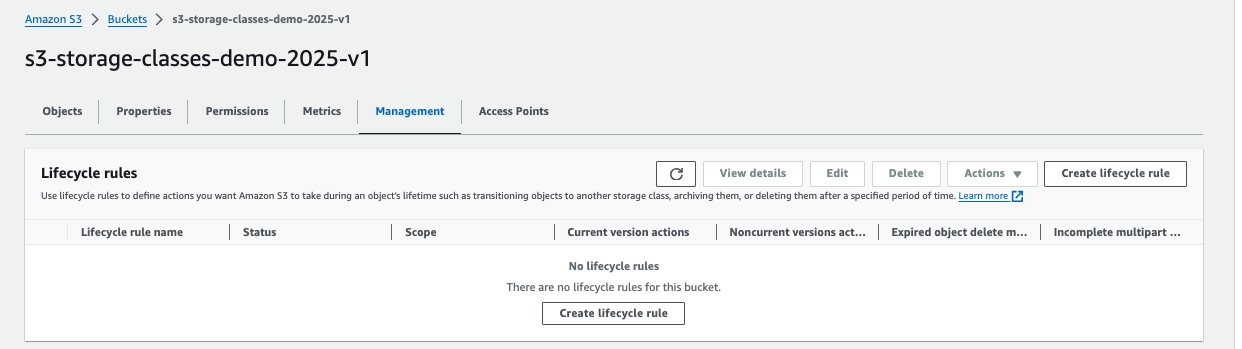 Amazon S3 > Buckets > s3-storage-classes-demo-2025-v1
s3-storage-classes-demo-2025-v1
Objects Properties Permissions Metrics Management Access Points
Lifecycle rules View details Edit Delete Actions Create lifecycle rule
Use lifecycle rules to define actions you want Amazon S3 to take during an object's lifetime such as transitioning objects to another storage class, archiving them, or deleting them after a specified period of time. Learn more
Lifecycle rule name Status Scope Current version actions Noncurrent versions act... Expired object delete m... Incomplete multipart ...
No lifecycle rules
There are no lifecycle rules for this bucket.
Create lifecycle rule